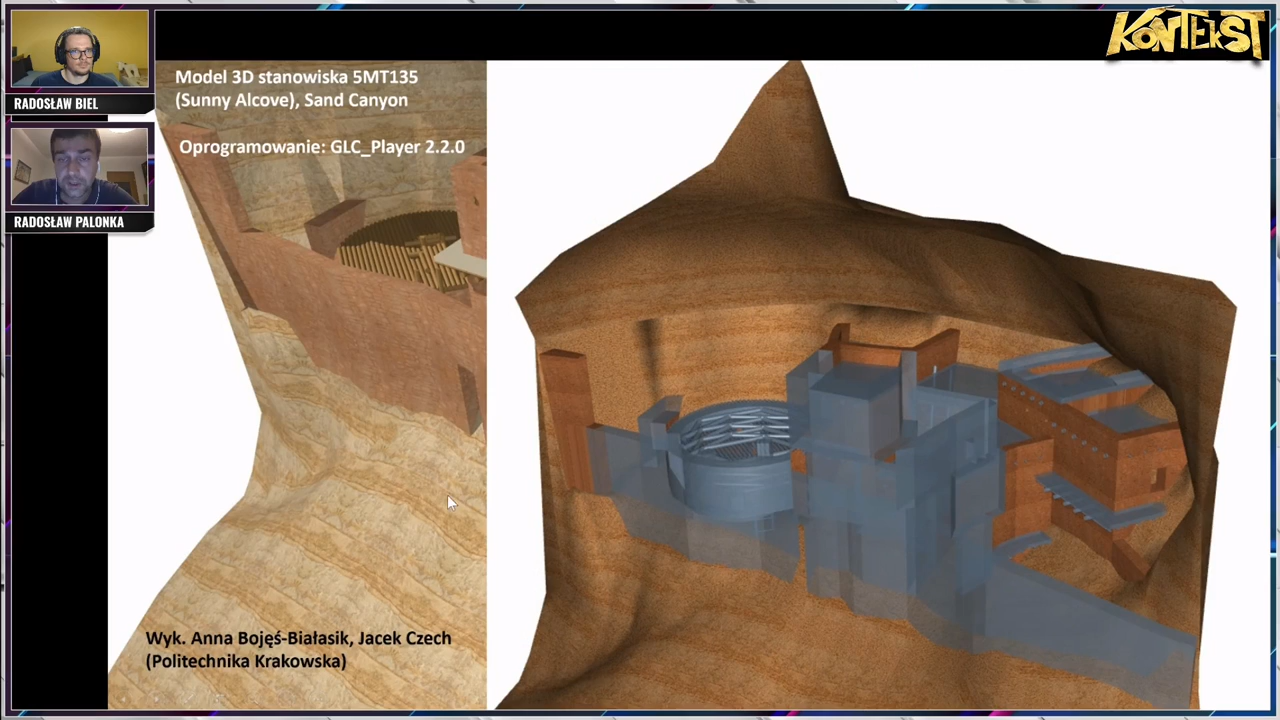 KONTEKST
RADOSŁAW BIEL
RADOSŁAW PALONKA
Model 3D stanowiska 5MT135
(Sunny Alcove), Sand Canyon
Oprogramowanie: GLC_Player 2.2.0
Wyk. Anna Bojęś-Białasik, Jacek Czech
(Politechnika Krakowska)